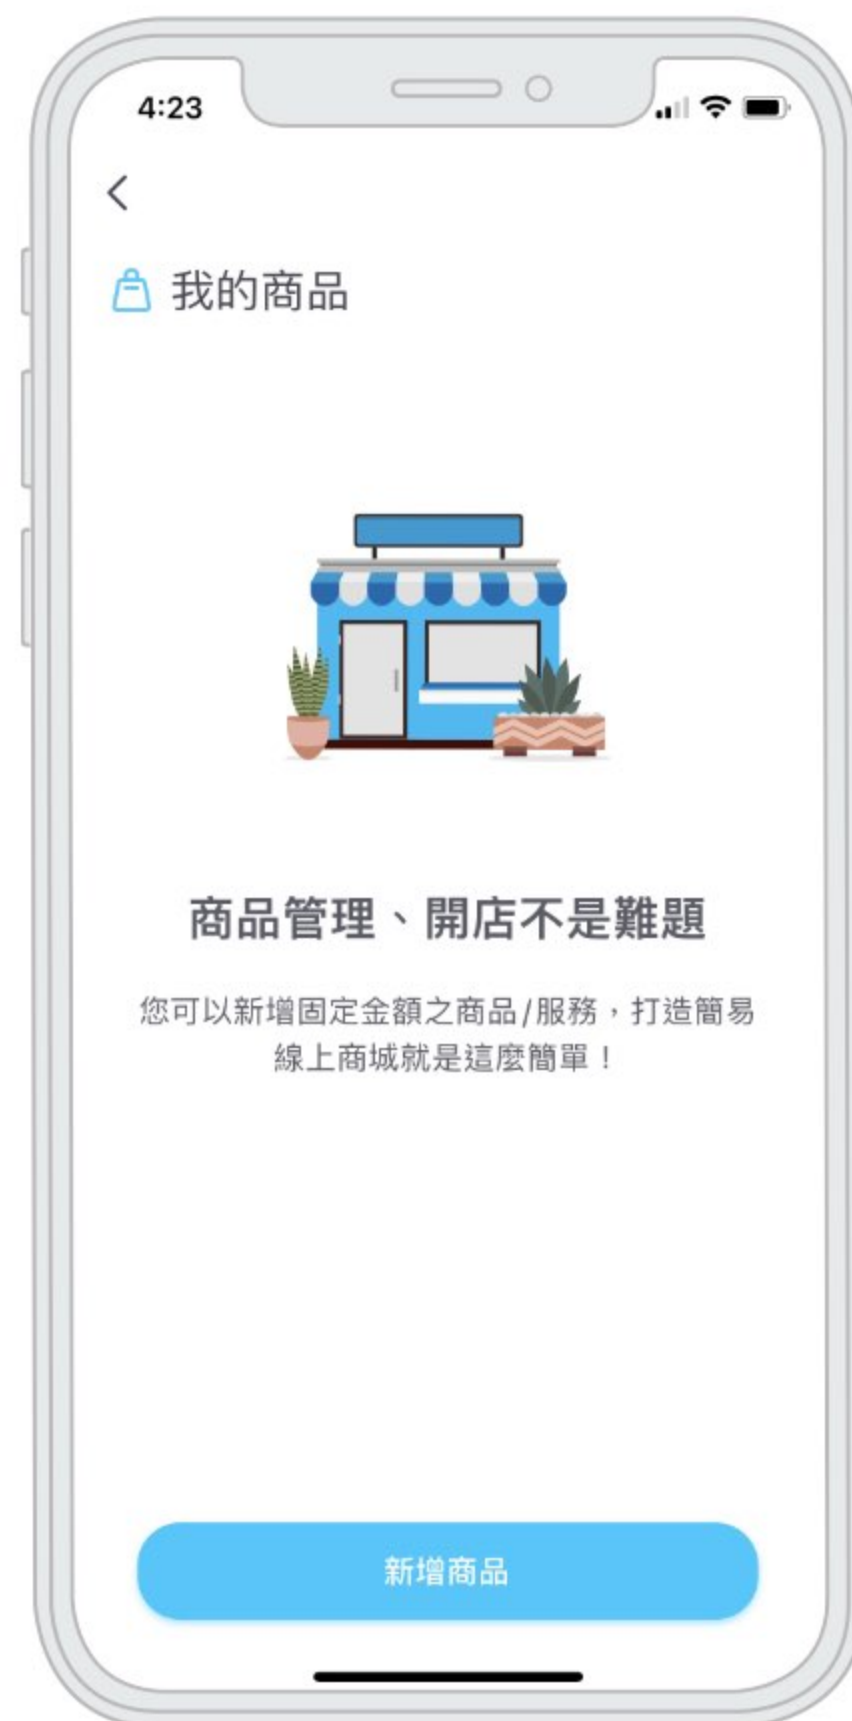 4:23
我的商品
商品管理、開店不是難題
您可以新增固定金額之商品/服務，打造簡易
線上商城就是這麼簡單！
新增商品